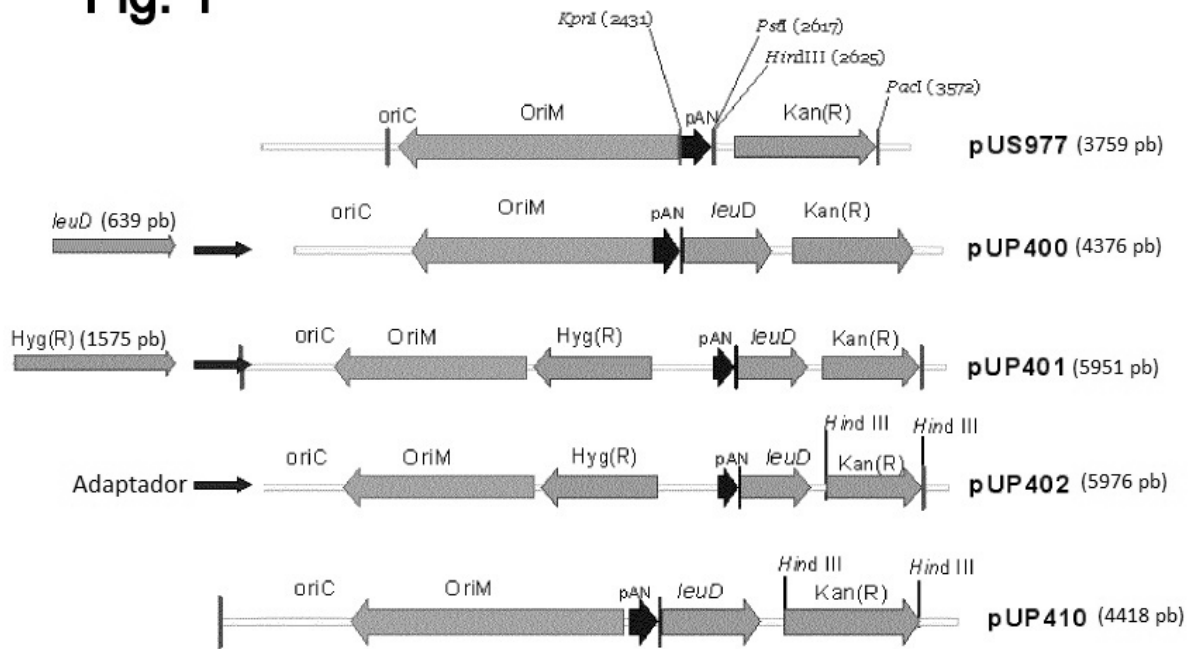 Fig. 1
KpnI (2431)
PstI (2617)
HindIII (2625)
PacI (3572)
oriC OriM pAN Kan(R)
pUS977 (3759 pb)
leuD (639 pb) oriC OriM pAN leuD Kan(R)
pUP400 (4376 pb)
Hyg(R) (1575 pb) oriC OriM Hyg(R) pAN leuD Kan(R)
pUP401 (5951 pb)
Hind III Hind III
oriC OriM Hyg(R) pAN leuD Kan(R)
Adaptador pUP402 (5976 pb)
Hind III Hind III
oriC OriM pAN leuD Kan(R)
pUP410 (4418 pb)